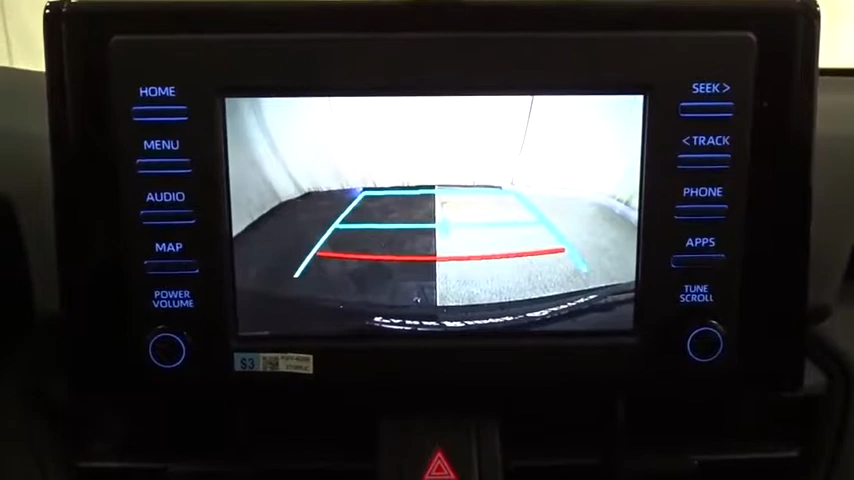 HOME
MENU
AUDIO
MAP
POWER
VOLUME
SEEK>
<TRACK
PHONE
APPS
TUNE
SCROLL
S3